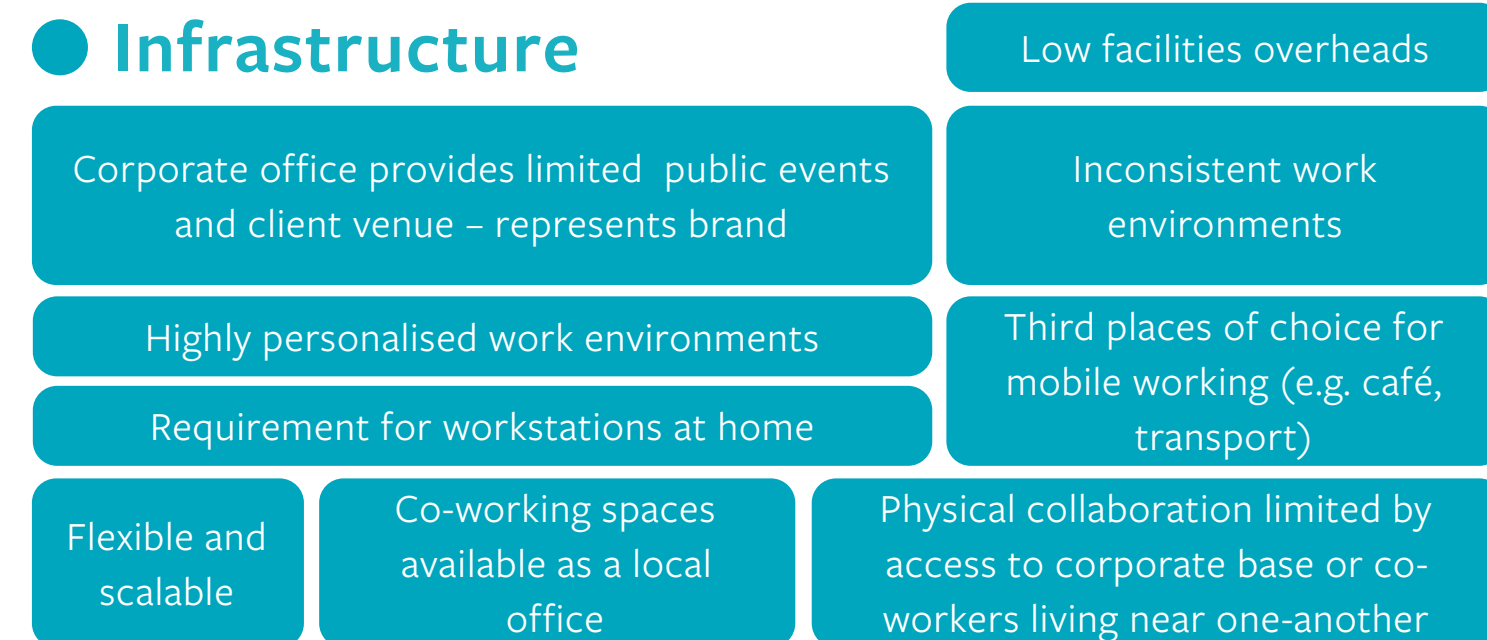 Infrastructure
Low facilities overheads
Corporate office provides limited  public events
and client venue – represents brand
Inconsistent work
environments
Highly personalised work environments
Third places of choice for
mobile working (e.g. café,
transport)
Requirement for workstations at home
Flexible and
scalable
Co-working spaces
available as a local
office
Physical collaboration limited by
access to corporate base or co-
workers living near one-another